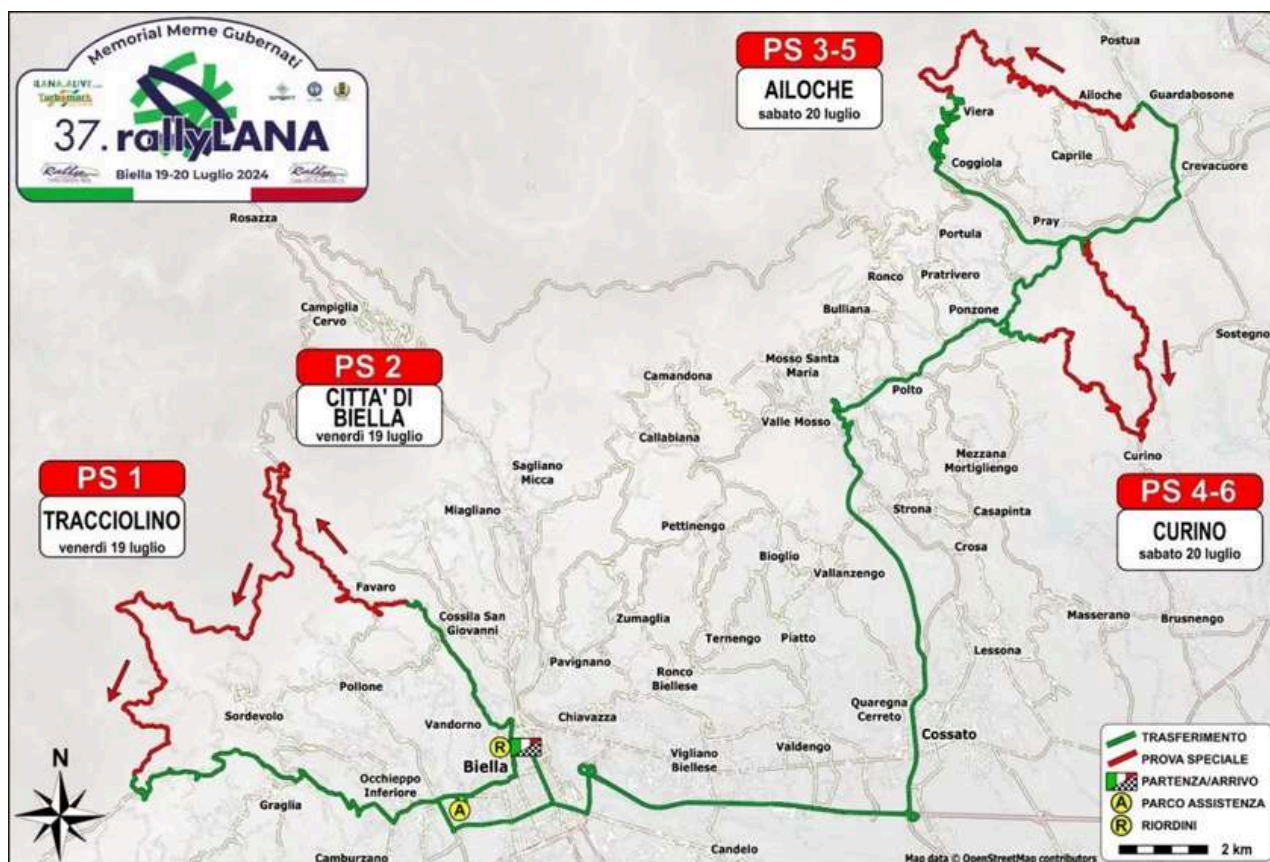 Memorial Meme Gubernati
37. rallyLANA
Biella 19-20 Luglio 2024
PS 3-5
AILOCHE
sabato 20 luglio
Postua
Ailoche
Guardabosone
Viera
Caprile
Coggiola
Crevacuore
Pray
Rosazza
Portula
Ronco
Pratrivero
Campiglia
Cervo
Bulliana
Ponzone
Sostegno
PS 2
CITTA' DI
BIELLA
venerdì 19 luglio
Mosso Santa
Maria
Camandona
Polto
Valle Mosso
Callabiana
Curino
PS 1
TRACCIOLINO
venerdì 19 luglio
Sagliano
Micca
Mezzana
Mortigliengo
PS 4-6
CURINO
sabato 20 luglio
Miagliano
Strona
Casapinta
Pettinengo
Crosa
Bioglio
Vallanzengo
Favaro
Cossila San
Giovanni
Zumaglia
Masserano
Brusnengo
Ternengo
Piatto
Lessona
Pavignano
Ronco
Biellese
Pollone
Sordevolo
Vandorno
Chiavazza
Quaregna
Cerreto
Cossato
R
Biella
Vigliano
Biellese
Valdengo
Occhieppo
Inferiore
A
Graglia
Camburzano
Candelo
N
TRASFERIMENTO
PROVA SPECIALE
PARTENZA/ARRIVO
A PARCO ASSISTENZA
R RIORDINI
2 km
Map data © OpenStreetMap contributors